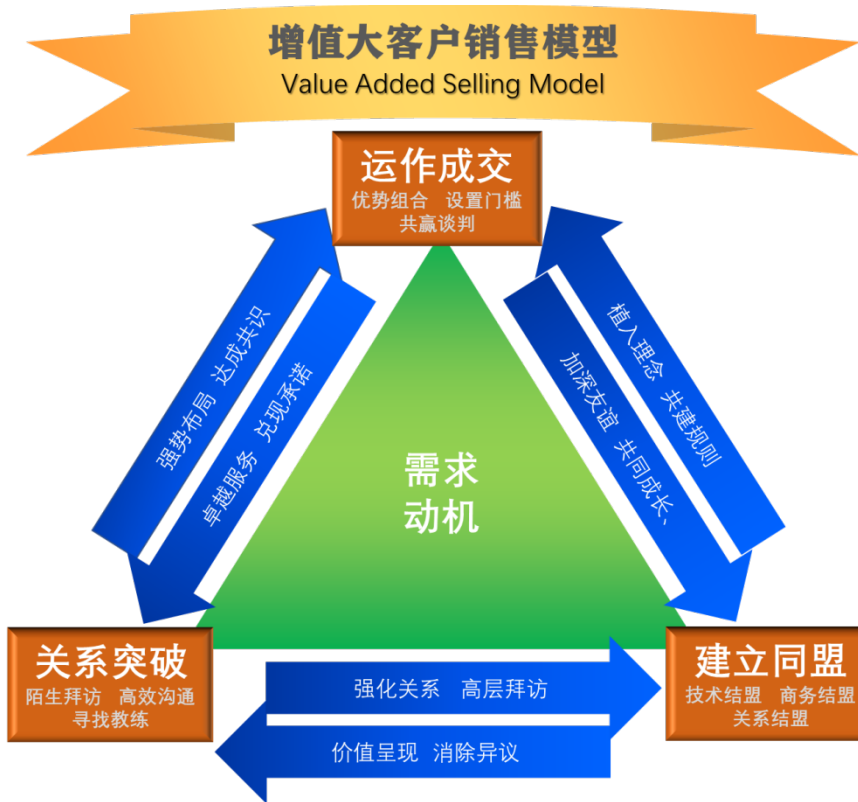 增值大客户销售模型
Value Added Selling Model
运作成交
优势组合 设置门槛
共赢谈判
强势布局 达成共识
卓越服务 兑现承诺
植入理念 共建规则
加深友谊 共同成长、
需求
动机
关系突破
陌生拜访 高效沟通
寻找教练
建立同盟
技术结盟 商务结盟
关系结盟
强化关系 高层拜访
价值呈现 消除异议